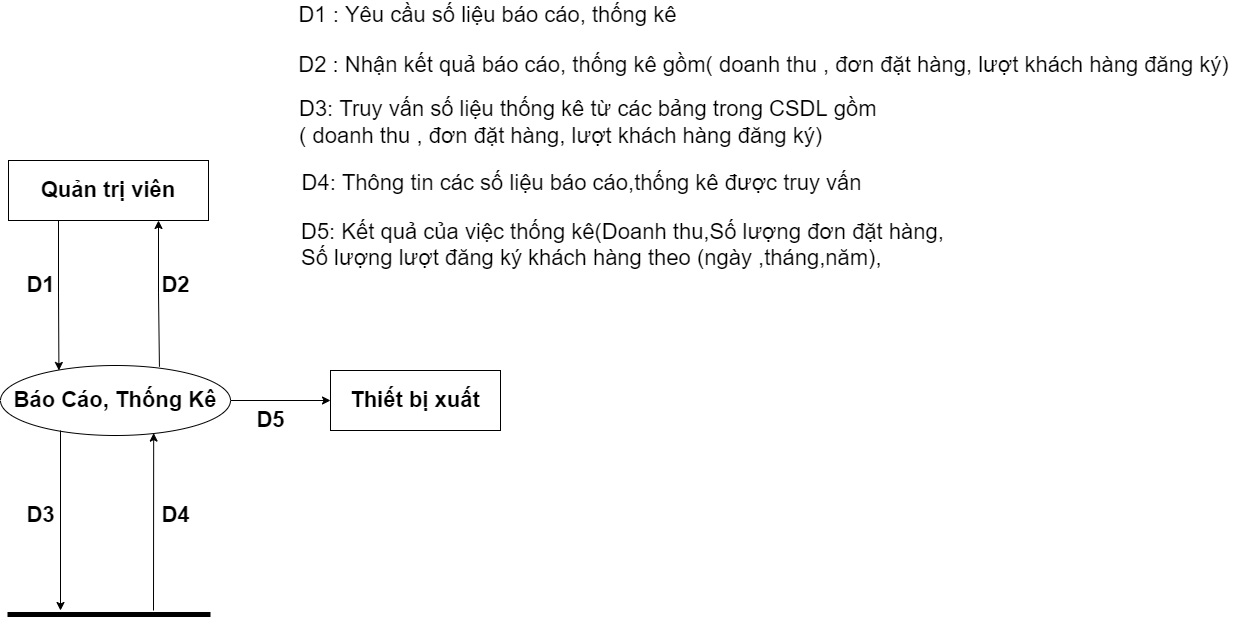 D1 : Yêu cầu số liệu báo cáo, thống kê
D2 : Nhận kết quả báo cáo, thống kê gồm( doanh thu , đơn đặt hàng, lượt khách hàng đăng ký)
D3: Truy vấn số liệu thống kê từ các bảng trong CSDL gồm
( doanh thu , đơn đặt hàng, lượt khách hàng đăng ký)
D4: Thông tin các số liệu báo cáo,thống kê được truy vấn
D5: Kết quả của việc thống kê(Doanh thu,Số lượng đơn đặt hàng,
Số lượng lượt đăng ký khách hàng theo (ngày ,tháng,năm),
Quản trị viên
D1
D2
Báo Cáo, Thống Kê
D5
Thiết bị xuất
D3
D4